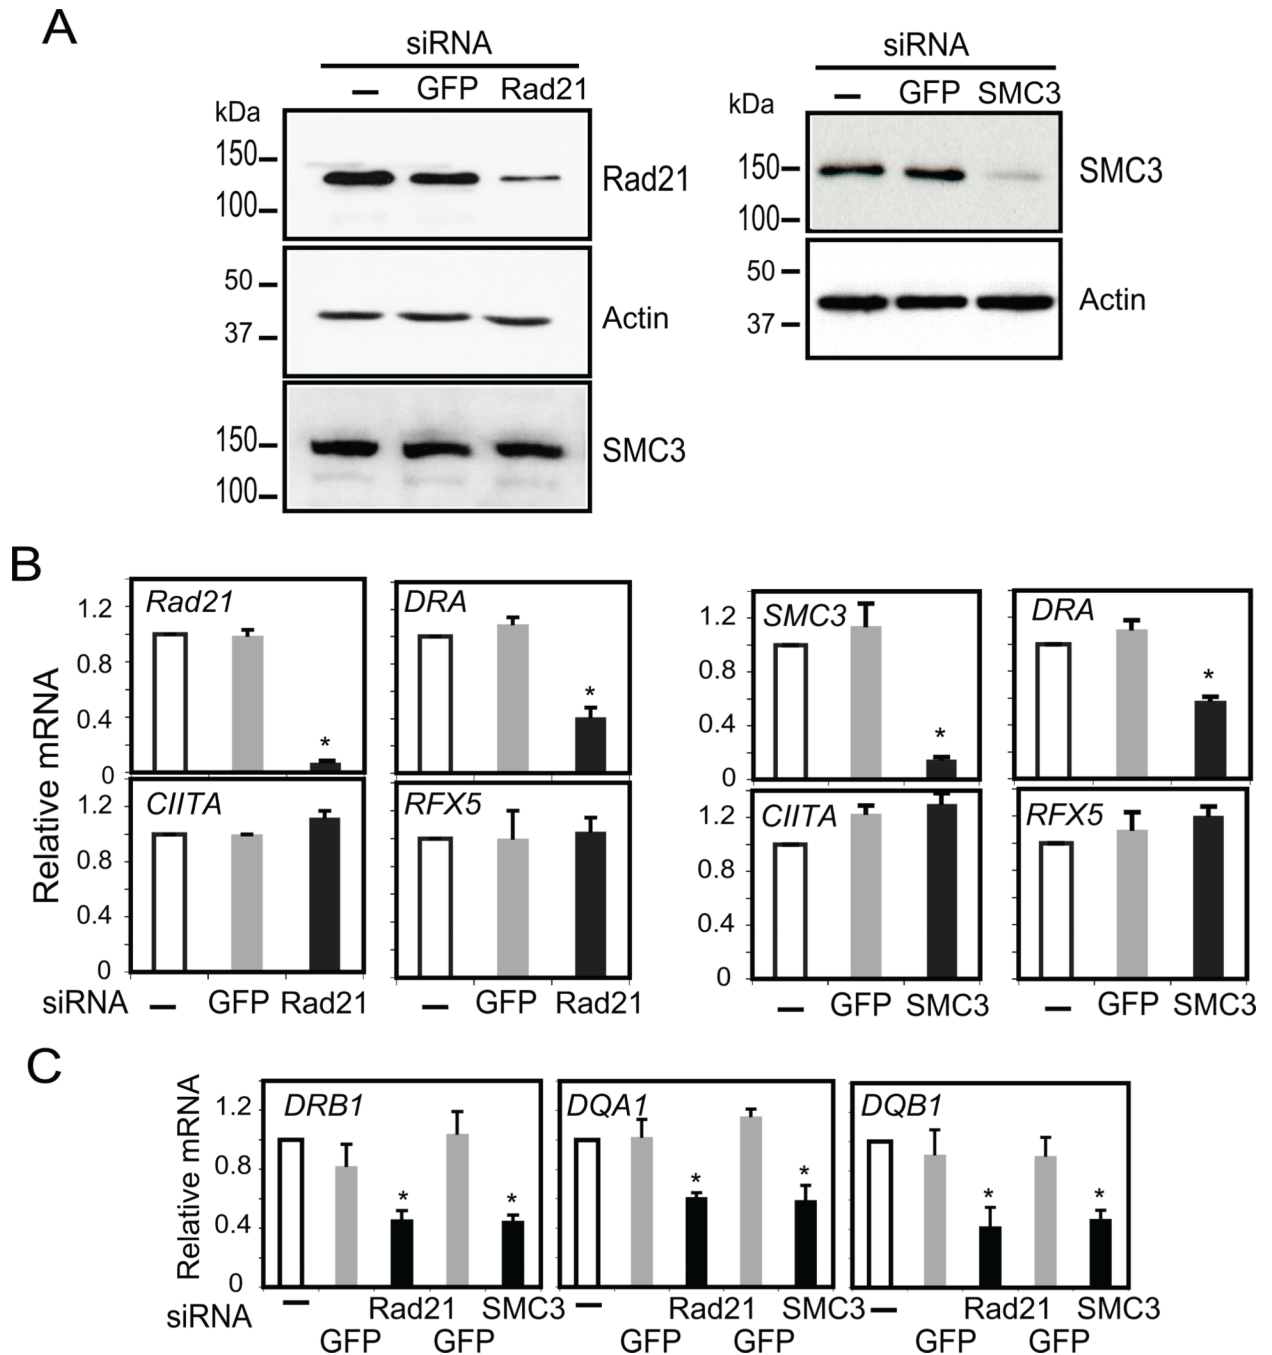 A
siRNA
– GFP Rad21
kDa
150
100
Rad21
50
37
Actin
150
100
SMC3
siRNA
– GFP SMC3
kDa
150
100
SMC3
50
37
Actin
B
Relative mRNA
Rad21
1.2
0.8
0.4
0
*
DRA
*
CIITA
1.2
0.8
0.4
0
RFX5
siRNA – GFP Rad21 – GFP Rad21
SMC3
1.2
0.8
0.4
0
*
DRA
*
CIITA
1.2
0.8
0.4
0
RFX5
– GFP SMC3 – GFP SMC3
C
Relative mRNA
1.2
0.8
0.4
0
DRB1
* *
DQA1
* *
DQB1
* *
siRNA – Rad21 SMC3 – Rad21 SMC3 – Rad21 SMC3
GFP GFP GFP GFP GFP GFP